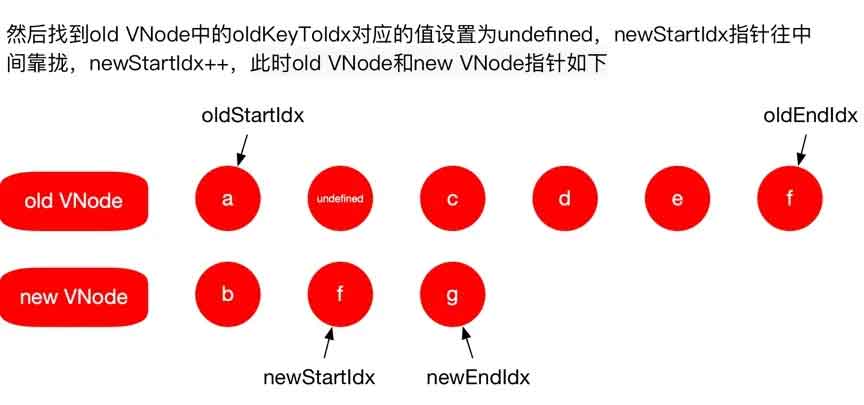 然后找到old VNode中的oldKeyToIdx对应的值设置为undefined，newStartIdx指针往中
间靠拢，newStartIdx++，此时old VNode和new VNode指针如下
oldStartIdx oldEndIdx
old VNode a undefined c d e f
new VNode b f g
newStartIdx newEndIdx